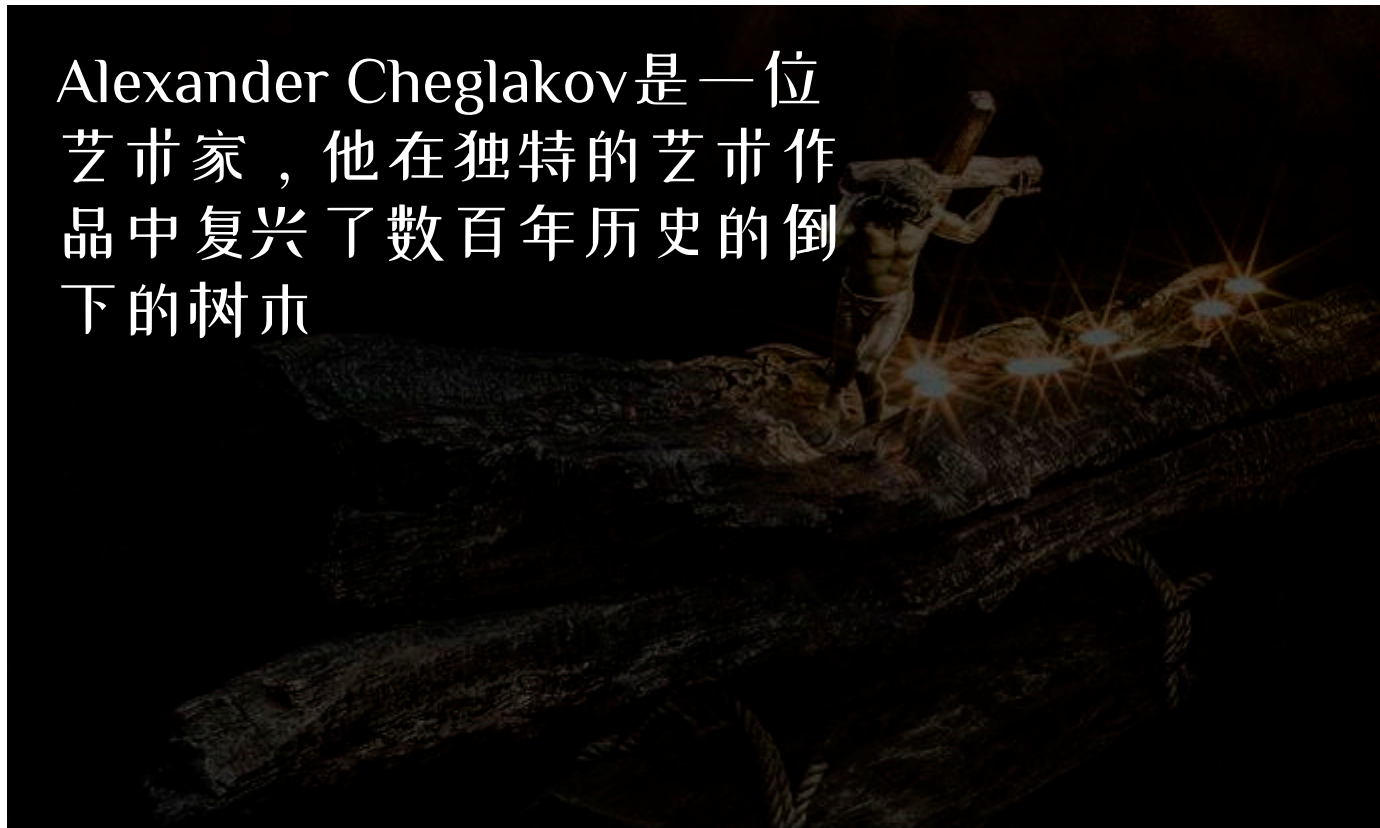 Alexander Cheglakov是一位
艺术家，他在独特的艺术作
品中复兴了数百年历史的倒
下的树木